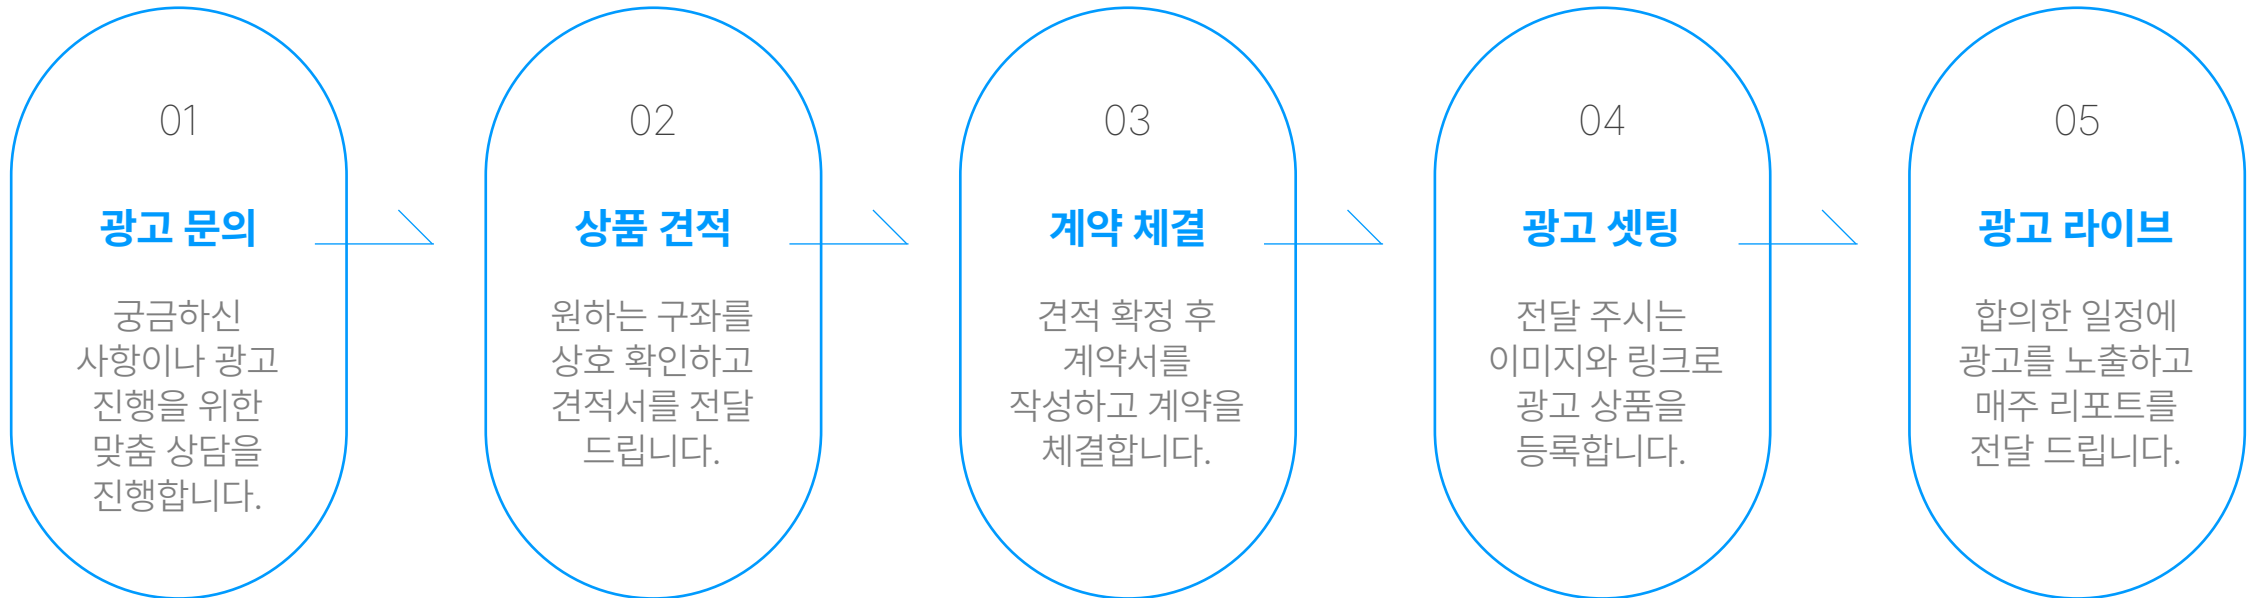 01
광고 문의
궁금하신
사항이나 광고
진행을 위한
맞춤 상담을
진행합니다.
02
상품 견적
원하는 구좌를
상호 확인하고
견적서를 전달
드립니다.
03
계약 체결
견적 확정 후
계약서를
작성하고 계약을
체결합니다.
04
광고 셋팅
전달 주시는
이미지와 링크로
광고 상품을
등록합니다.
05
광고 라이브
합의한 일정에
광고를 노출하고
매주 리포트를
전달 드립니다.